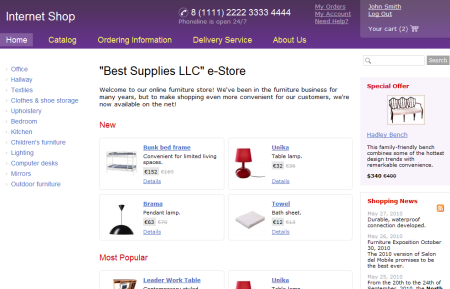 Internet Shop
8 (1111) 2222 3333 4444
Phoneline is open 24/7
My Orders
My Account
Need Help?
John Smith
Log Out
Your cart (2)
Home
Catalog
Ordering Information
Delivery Service
About Us
Office
Hallway
Textiles
Clothes & shoe storage
Upholstery
Bedroom
Kitchen
Children's furniture
Lighting
Computer desks
Mirrors
Outdoor furniture
"Best Supplies LLC" e-Store
Welcome to our online furniture store! We've been in the furniture business for
many years, but to make shopping even more convenient for our customers, we're
now available on the net!
New
Bunk bed frame
Convenient for limited living
spaces.
€152
Details
Unika
Table lamp.
€12
Details
Brama
Pendant lamp.
€63
Details
Towel
Bath sheet.
€12
Details
Most Popular
Leader Work Table
Unika
Table lamp.
Search
Special Offer
Hadley Bench
This family-friendly bench
combines some of the hottest
design trends with
remarkable convenience.
$340 €400
Shopping News
May 27, 2010
Durable, waterproof
connection developed.
May 26, 2010
Furniture Exposition October
30, 2010
The 2010 version of Salon
del Mobile promises to be
the best ever.
May 25, 2010
From the 20th to the 24th of
September, 2010, the North